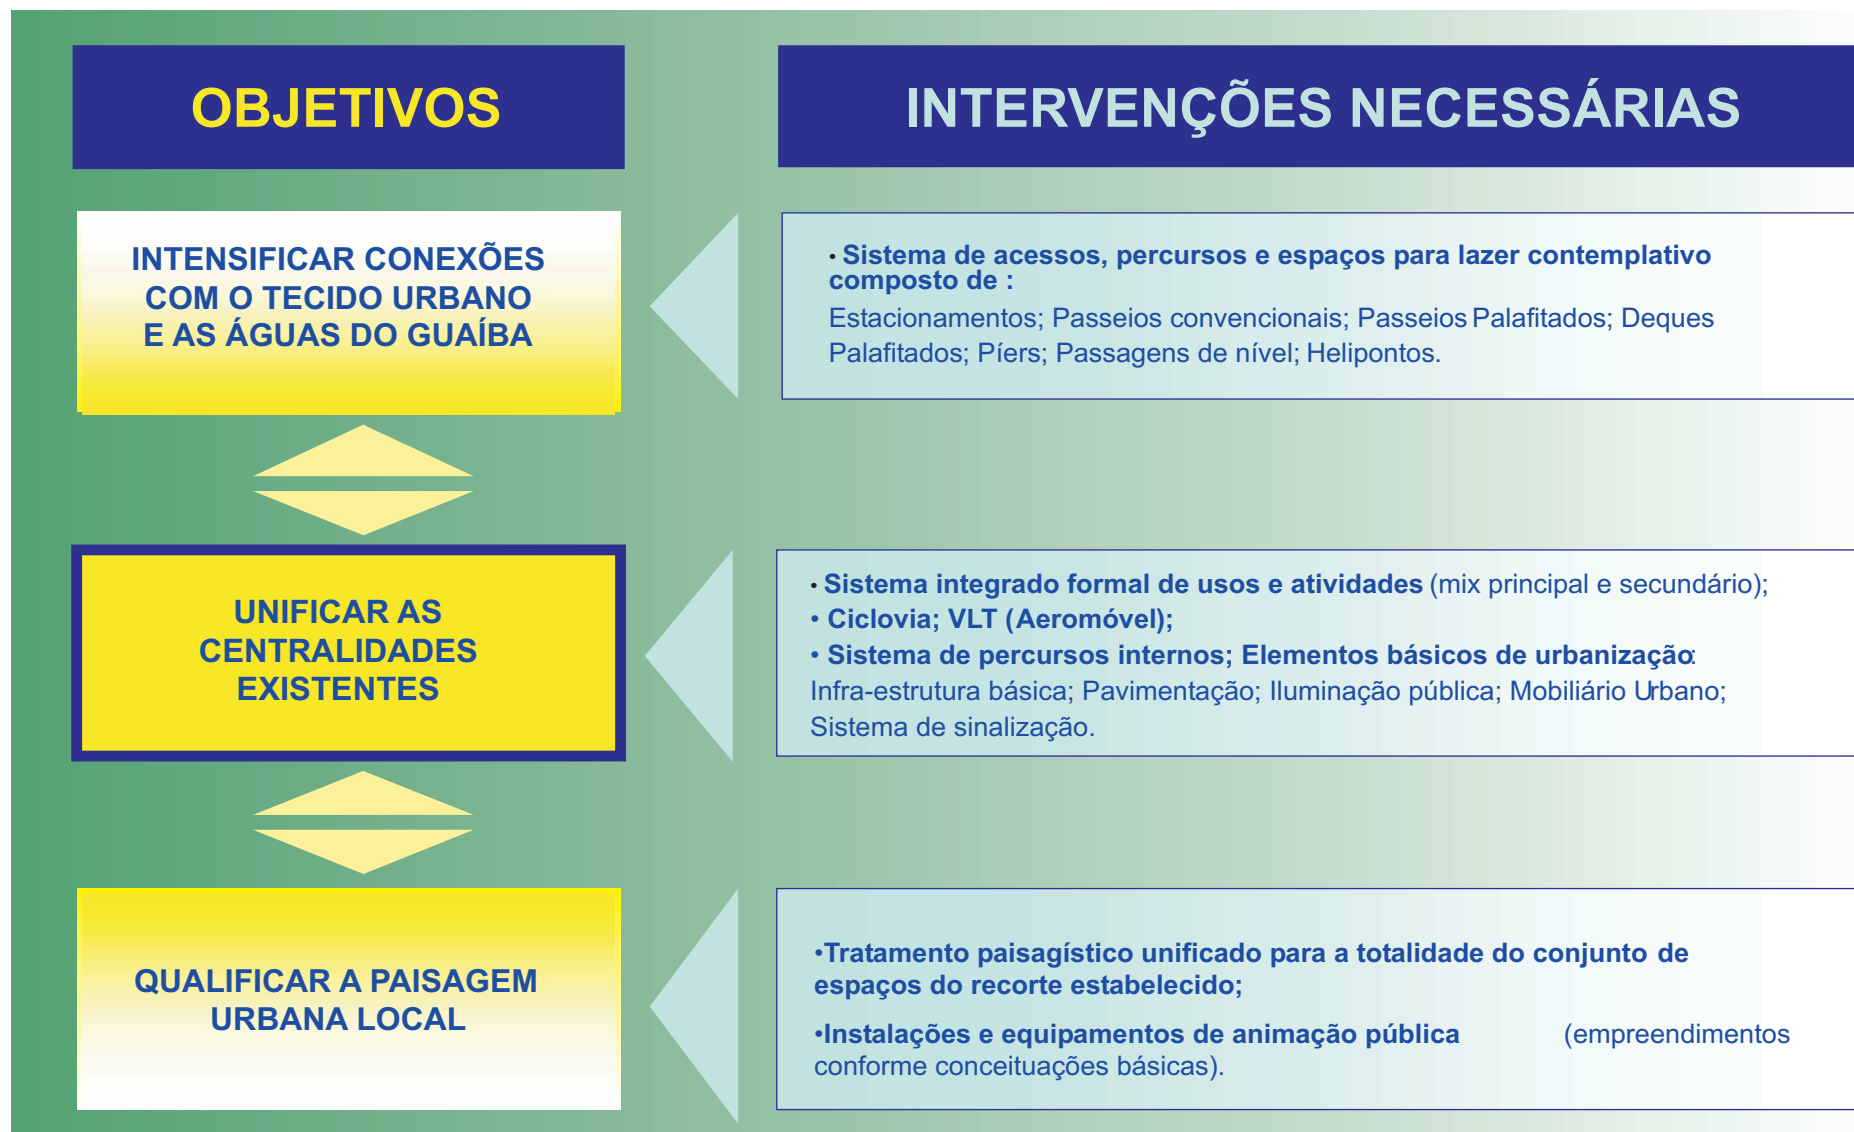 OBJETIVOS
INTERVENÇÕES NECESSÁRIAS
INTENSIFICAR CONEXÕES
COM O TECIDO URBANO
E AS ÁGUAS DO GUAÍBA
• Sistema de acessos, percursos e espaços para lazer contemplativo
composto de :
Estacionamentos; Passeios convencionais; Passeios Palafitados; Deques
Palafitados; Píers; Passagens de nível; Helipontos.
UNIFICAR AS
CENTRALIDADES
EXISTENTES
• Sistema integrado formal de usos e atividades (mix principal e secundário);
• Ciclovia; VLT (Aeromóvel);
• Sistema de percursos internos; Elementos básicos de urbanização:
Infra-estrutura básica; Pavimentação; Iluminação pública; Mobiliário Urbano;
Sistema de sinalização.
QUALIFICAR A PAISAGEM
URBANA LOCAL
•Tratamento paisagístico unificado para a totalidade do conjunto de
espaços do recorte estabelecido;
•Instalações e equipamentos de animação pública (empreendimentos
conforme conceituações básicas).